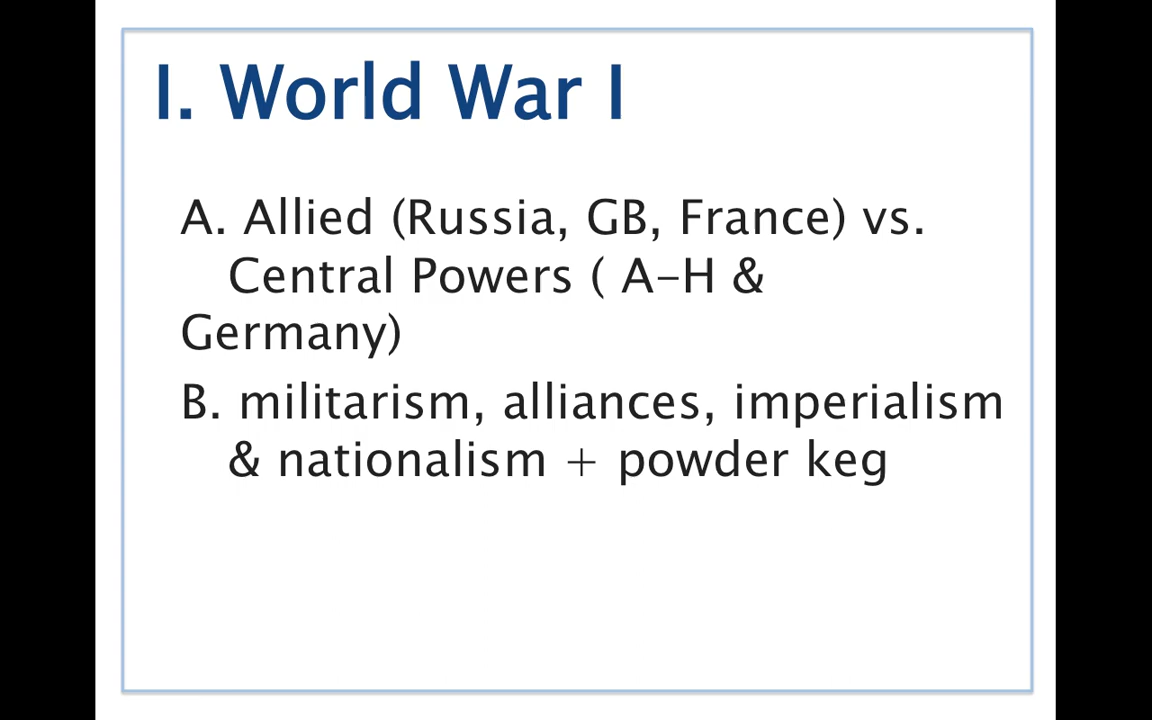 I. World War I
A. Allied (Russia, GB, France) vs.
Central Powers ( A-H &
Germany)
B. militarism, alliances, imperialism
& nationalism + powder keg